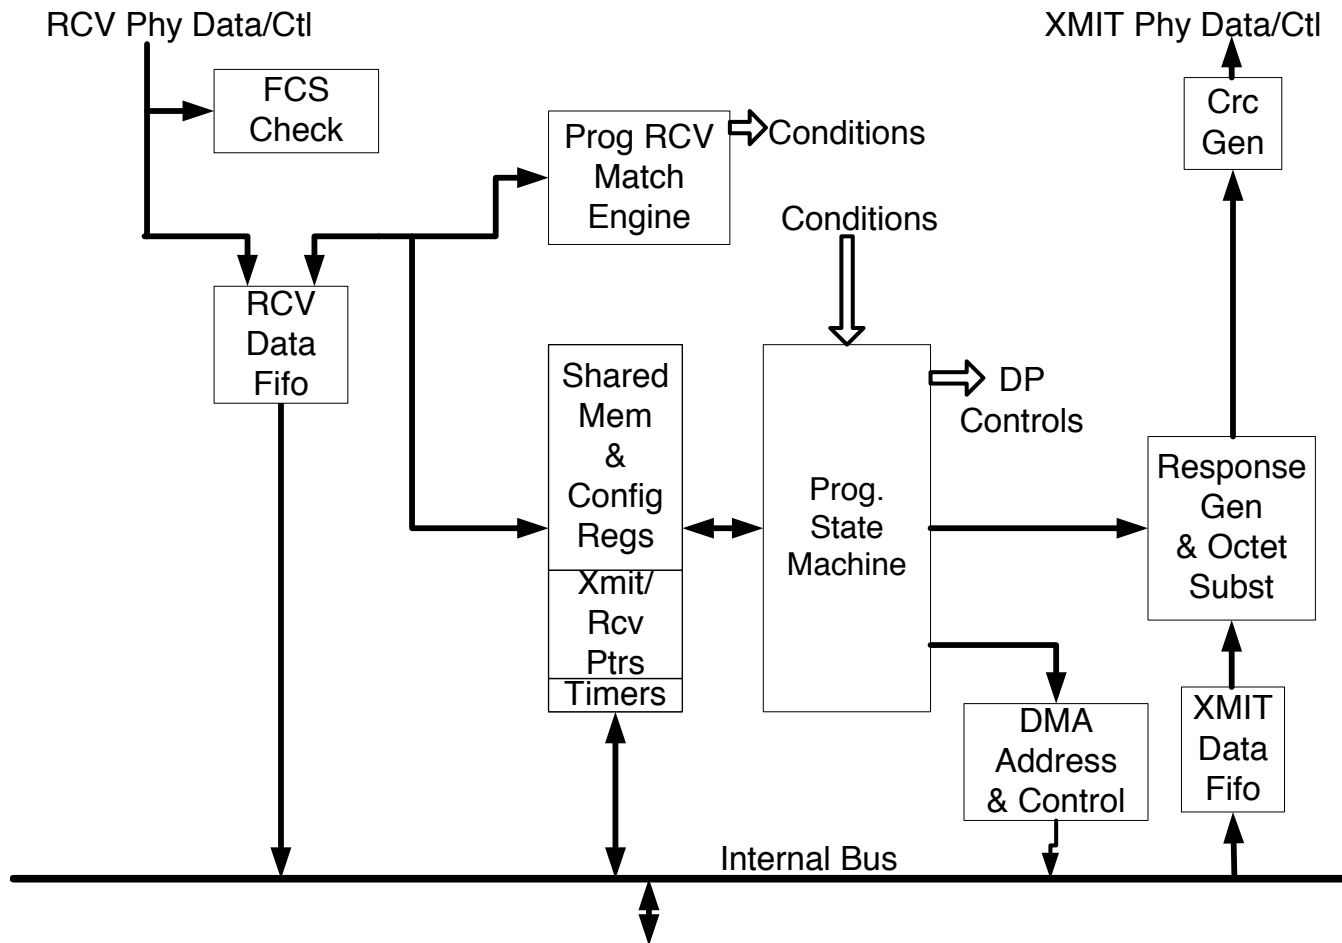 RCV Phy Data/Ctl
XMIT Phy Data/Ctl
FCS
Check
Crc
Gen
Prog RCV
Match
Engine
Conditions
Conditions
RCV
Data
Fifo
Shared
Mem
&
Config
Regs
Xmit/
Rcv
Ptrs
Timers
Prog.
State
Machine
DP
Controls
Response
Gen
& Octet
Subst
DMA
Address
& Control
XMIT
Data
Fifo
Internal Bus